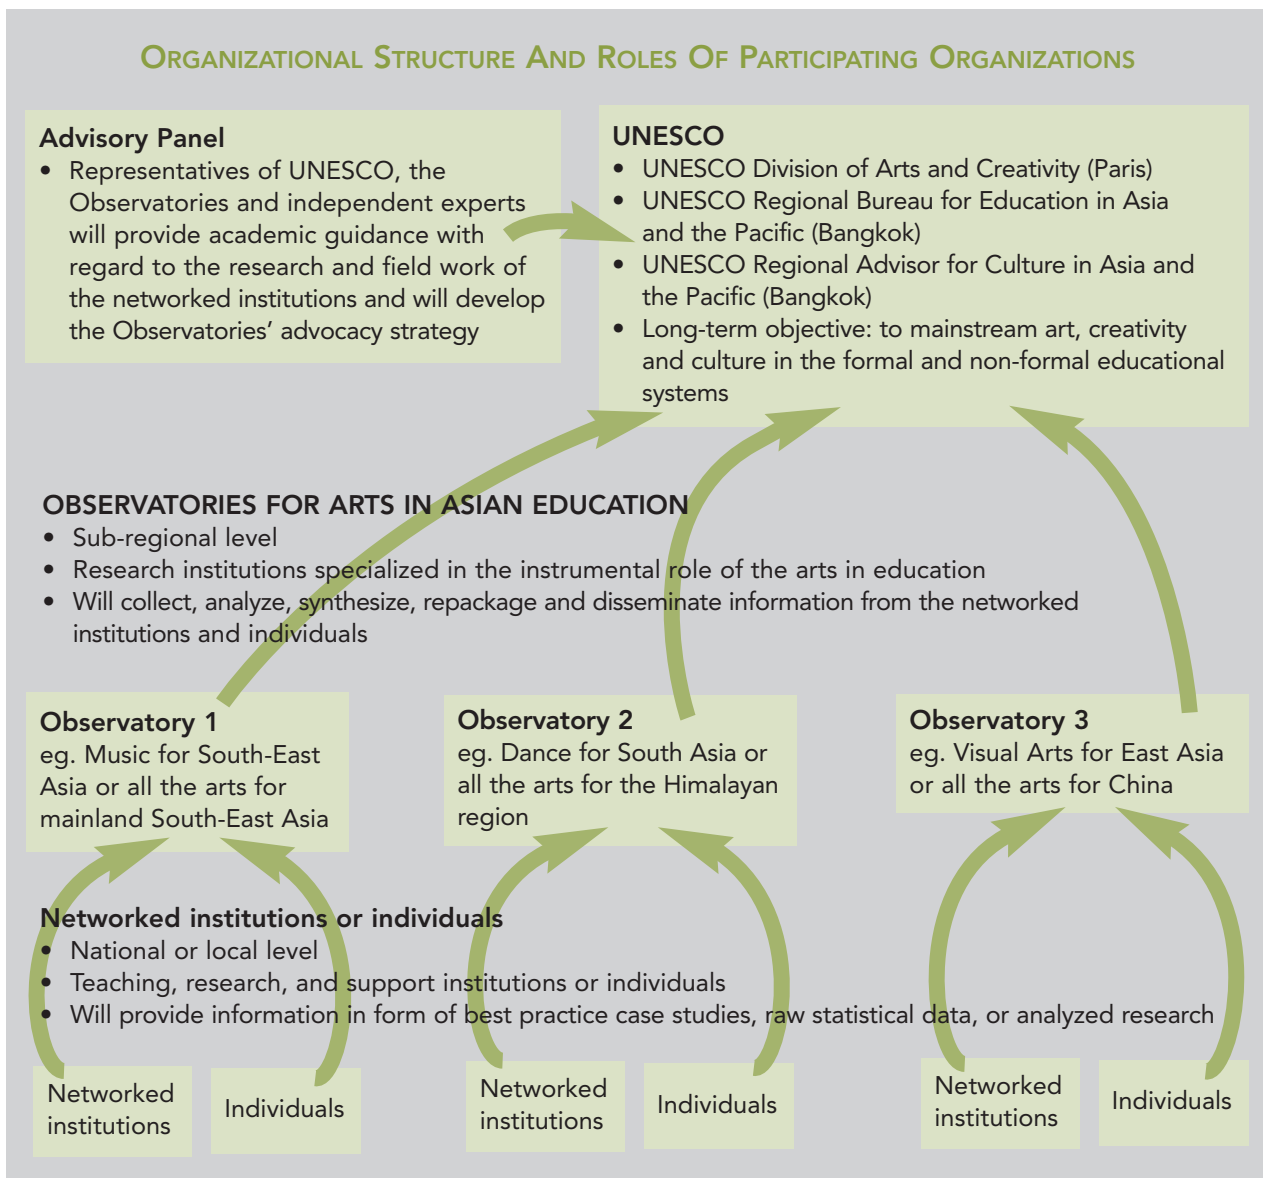 ORGANIZATIONAL STRUCTURE AND ROLES OF PARTICIPATING ORGANIZATIONS
Advisory Panel
• Representatives of UNESCO, the
Observatories and independent experts
will provide academic guidance with
regard to the research and field work of
the networked institutions and will develop
the Observatories’ advocacy strategy
UNESCO
• UNESCO Division of Arts and Creativity (Paris)
• UNESCO Regional Bureau for Education in Asia
and the Pacific (Bangkok)
• UNESCO Regional Advisor for Culture in Asia and
the Pacific (Bangkok)
• Long-term objective: to mainstream art, creativity
and culture in the formal and non-formal educational
systems
OBSERVATORIES FOR ARTS IN ASIAN EDUCATION
• Sub-regional level
• Research institutions specialized in the instrumental role of the arts in education
• Will collect, analyze, synthesize, repackage and disseminate information from the networked
institutions and individuals
Observatory 1
eg. Music for South-East
Asia or all the arts for
mainland South-East Asia
Observatory 2
eg. Dance for South Asia or
all the arts for the Himalayan
region
Observatory 3
eg. Visual Arts for East Asia
or all the arts for China
Networked institutions or individuals
• National or local level
• Teaching, research, and support institutions or individuals
• Will provide information in form of best practice case studies, raw statistical data, or analyzed research
Networked
institutions
Individuals
Networked
institutions
Individuals
Networked
institutions
Individuals